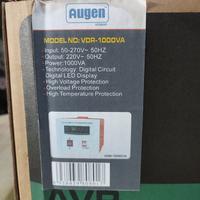 Augen
MODEL NO: VDR-1000VA
Input: 50-270V~ 50HZ
Output: 220V~ 50HZ
Power:1000VA
Technology: Digital Circuit
- Digital LED Display
- High Voltage Protection
- Overload Protection
- High Temperature Protection
AVR